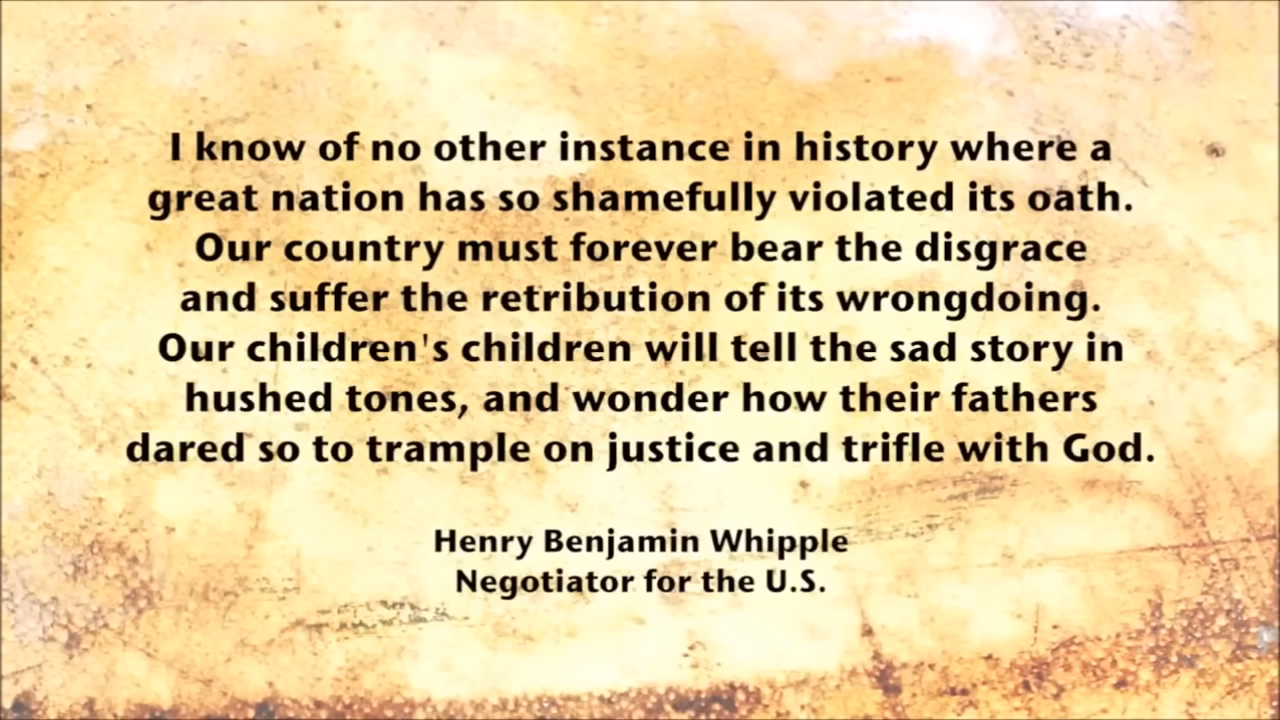 I know of no other instance in history where a
great nation has so shamefully violated its oath.
Our country must forever bear the disgrace
and suffer the retribution of its wrongdoing.
Our children's children will tell the sad story in
hushed tones, and wonder how their fathers
dared so to trample on justice and trifle with God.
Henry Benjamin Whipple
Negotiator for the U.S.